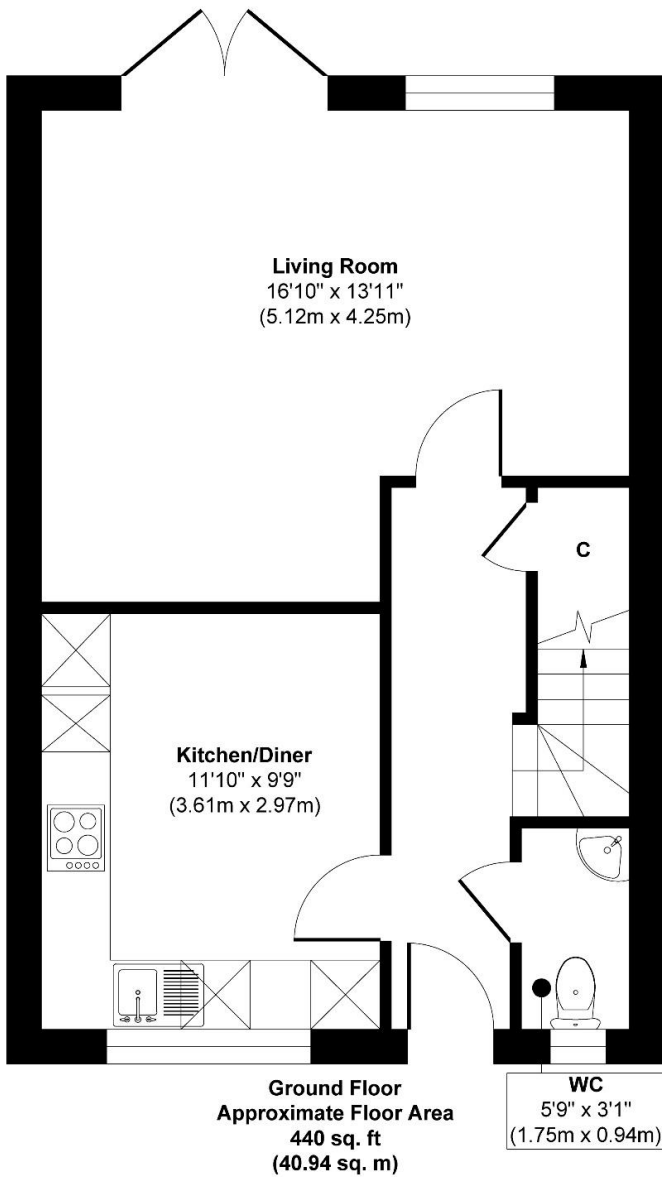 Living Room
16'10" x 13'11"
(5.12m x 4.25m)
C
Kitchen/Diner
11'10" x 9'9"
(3.61m x 2.97m)
Ground Floor
Approximate Floor Area
440 sq. ft
(40.94 sq. m)
WC
5'9" x 3'1"
(1.75m x 0.94m)